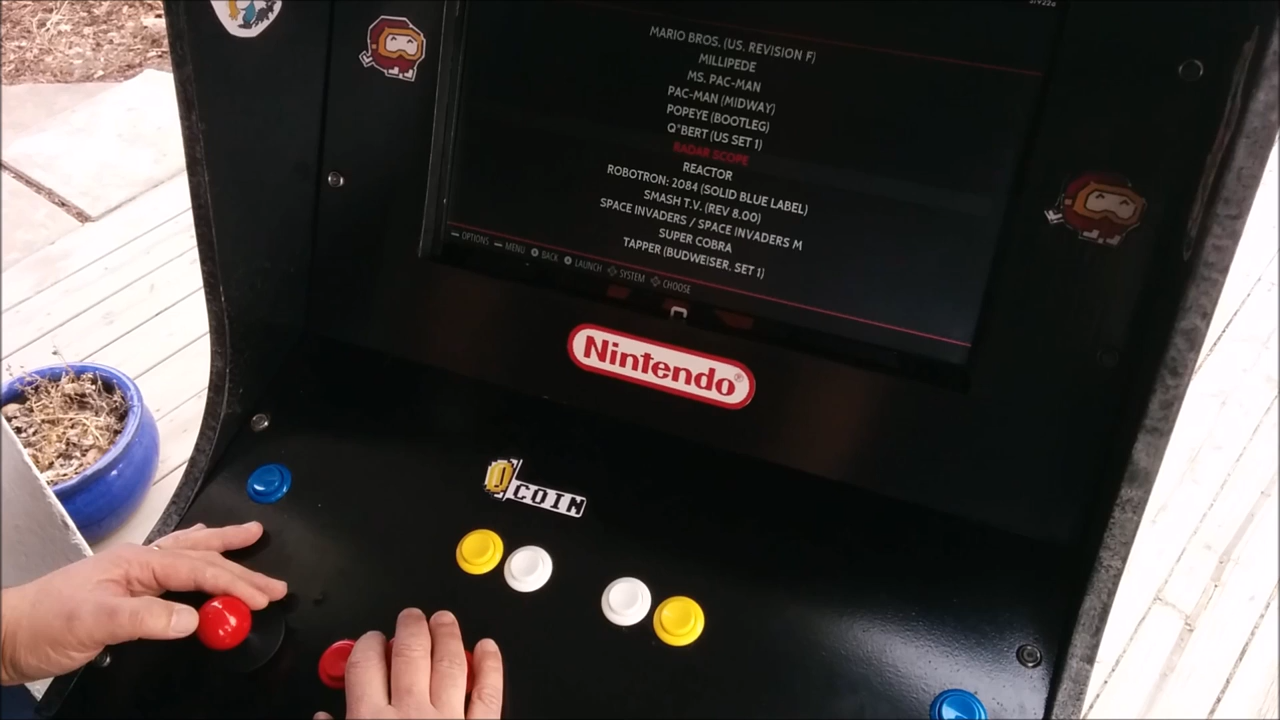 MARIO BROS. (US, REVISION F)
MILLIPEDE
MS. PAC-MAN
PAC-MAN (MIDWAY)
POPEYE (BOOTLEG)
Q*BERT (US SET 1)
RADAR SCOPE
REACTOR
ROBOTRON: 2084 (SOLID BLUE LABEL)
SMASH T.V. (REV 8.00)
SPACE INVADERS / SPACE INVADERS M
SUPER COBRA
TAPPER (BUDWEISER, SET 1)
OPTIONS MENU BACK LAUNCH SYSTEM CHOOSE
Nintendo®
COIN